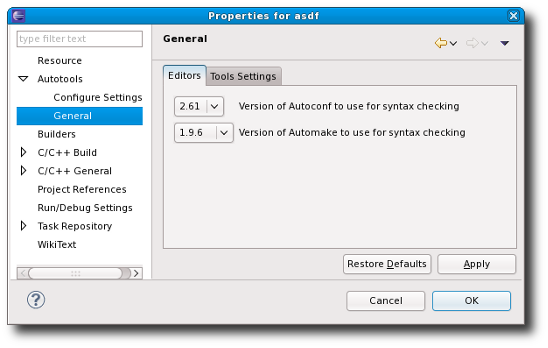 Properties for asdf
type filter text
Resource
Autotools
Configure Settings
General
Builders
C/C++ Build
C/C++ General
Project References
Run/Debug Settings
Task Repository
WikiText
General
Editors
Tools Settings
2.61 Version of Autoconf to use for syntax checking
1.9.6 Version of Automake to use for syntax checking
Restore Defaults
Apply
?
Cancel
OK